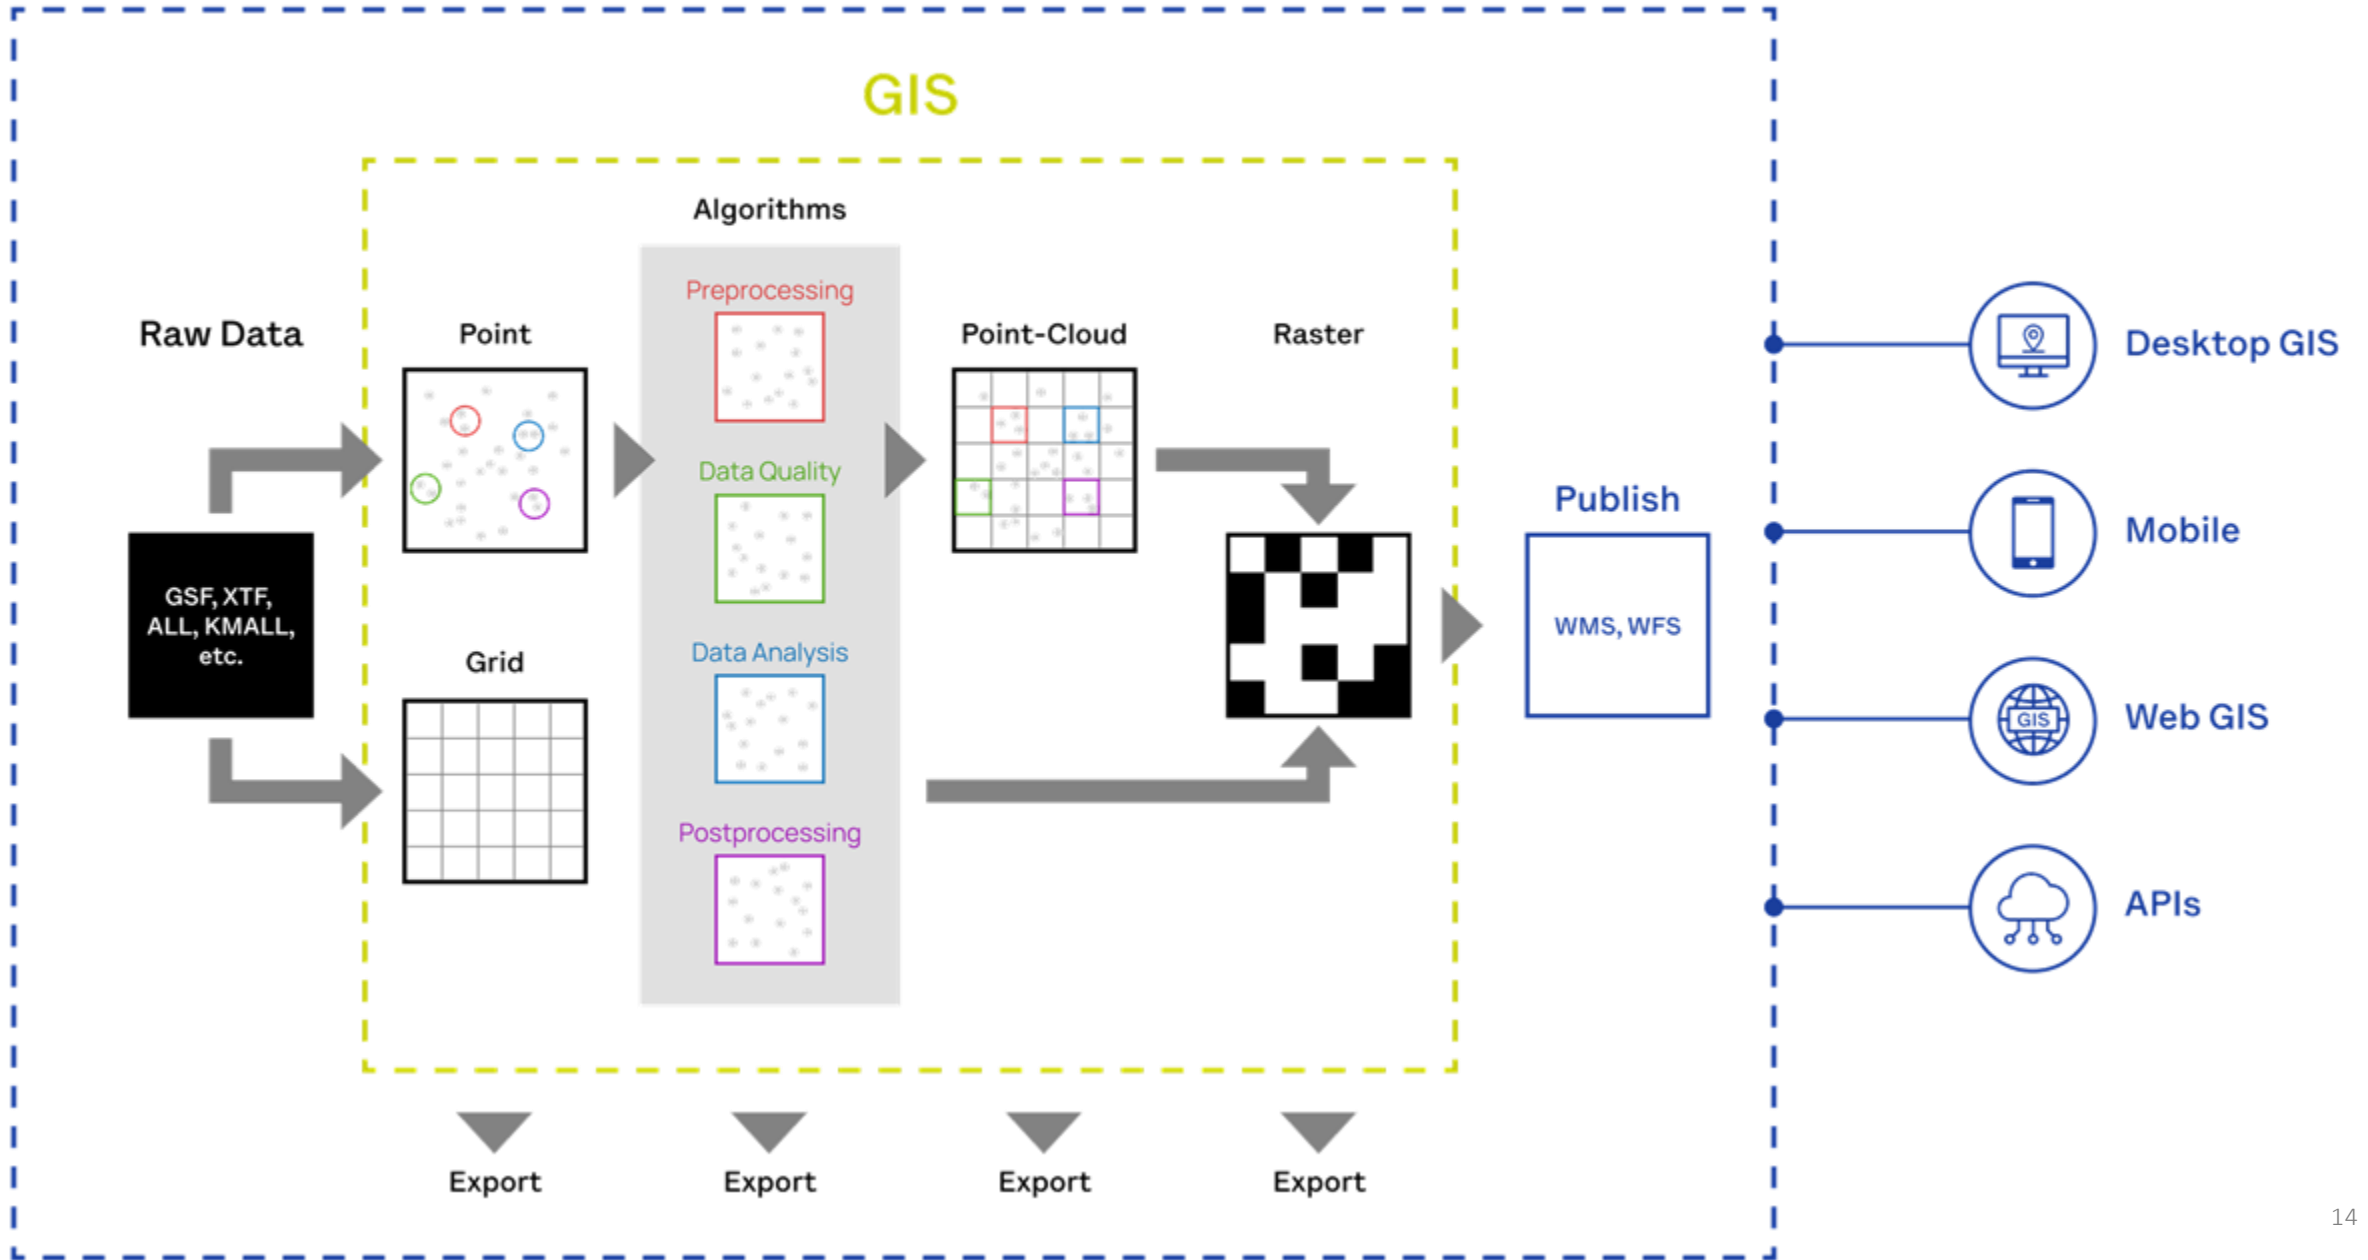 GIS
Algorithms
Raw Data
Point
Preprocessing
Point-Cloud
Raster
Data Quality
GSF, XTF,
ALL, KMALL,
etc.
Grid
Data Analysis
Postprocessing
Publish
WMS, WFS
Desktop GIS
Mobile
GIS
Web GIS
APIs
Export
Export
Export
Export
14